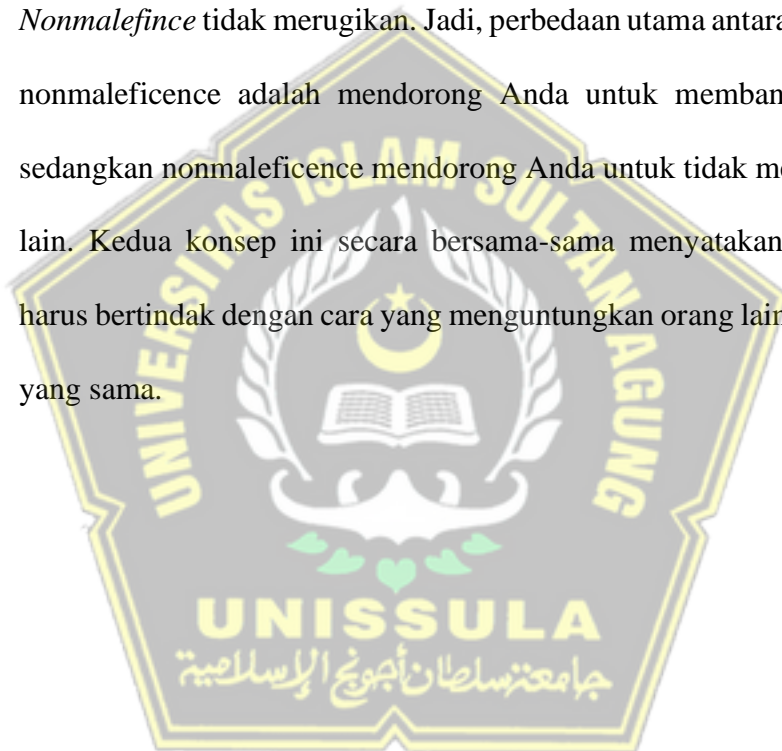 Nonmalefince tidak merugikan. Jadi, perbedaan utama antara
nonmaleficence adalah mendorong Anda untuk memban
sedangkan nonmaleficence mendorong Anda untuk tidak me
lain. Kedua konsep ini secara bersama-sama menyatakan
harus bertindak dengan cara yang menguntungkan orang lain
yang sama.
UNIVERSITAS ISLAM SULTAN AGUNG
UNISSULA
جامعة سلطان أجونج الإسلامية